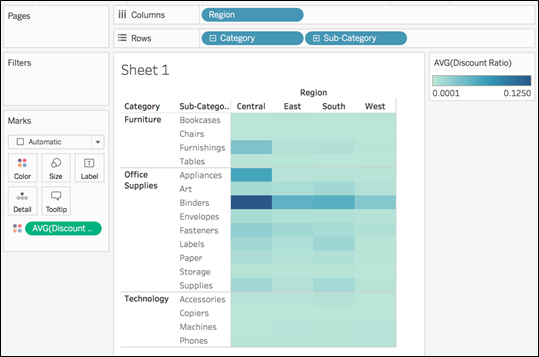 Pages
Columns
Region
Rows
Category
Sub-Category
Filters
Marks
Automatic
Color
Size
Label
Detail
Tooltip
AVG(Discount ..
Sheet 1
Region
Category
Sub-Catego..
Central
East
South
West
Furniture
Bookcases
Chairs
Furnishings
Tables
Office
Supplies
Appliances
Art
Binders
Envelopes
Fasteners
Labels
Paper
Storage
Supplies
Technology
Accessories
Copiers
Machines
Phones
AVG(Discount Ratio)
0.0001
0.1250